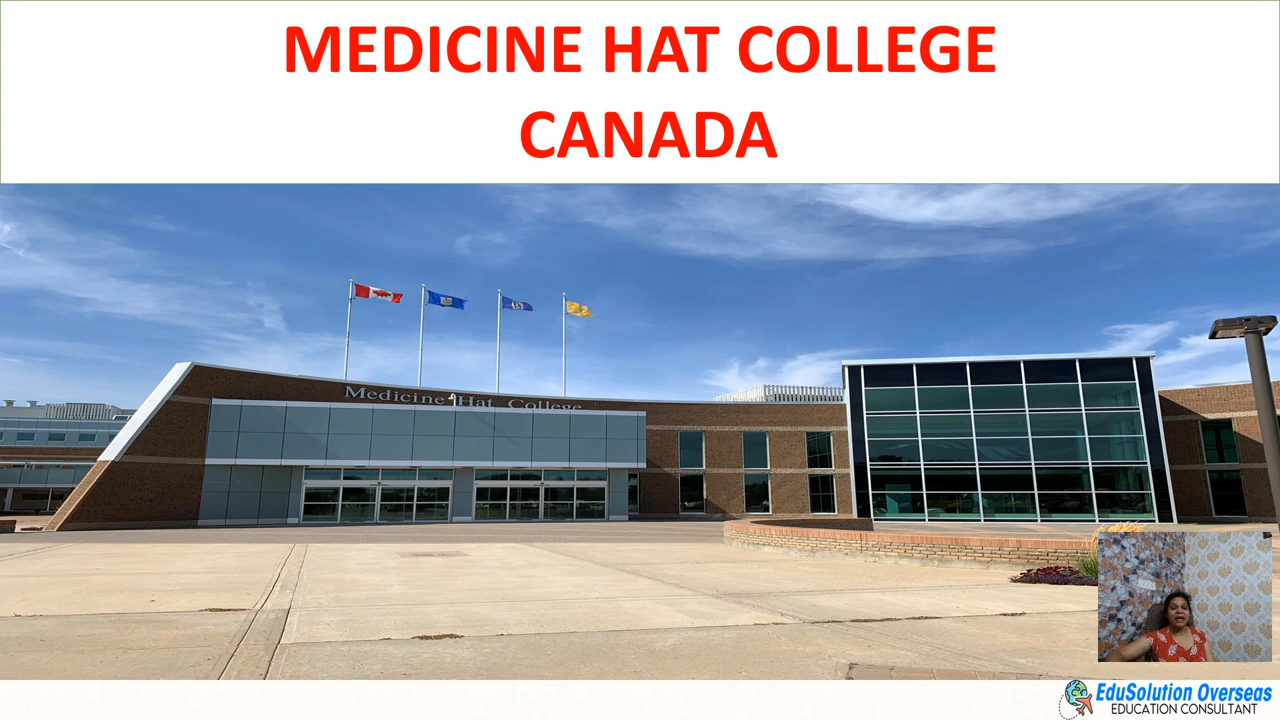 MEDICINE HAT COLLEGE
CANADA
Medicine Hat College
EduSolution Overseas
EDUCATION CONSULTANT